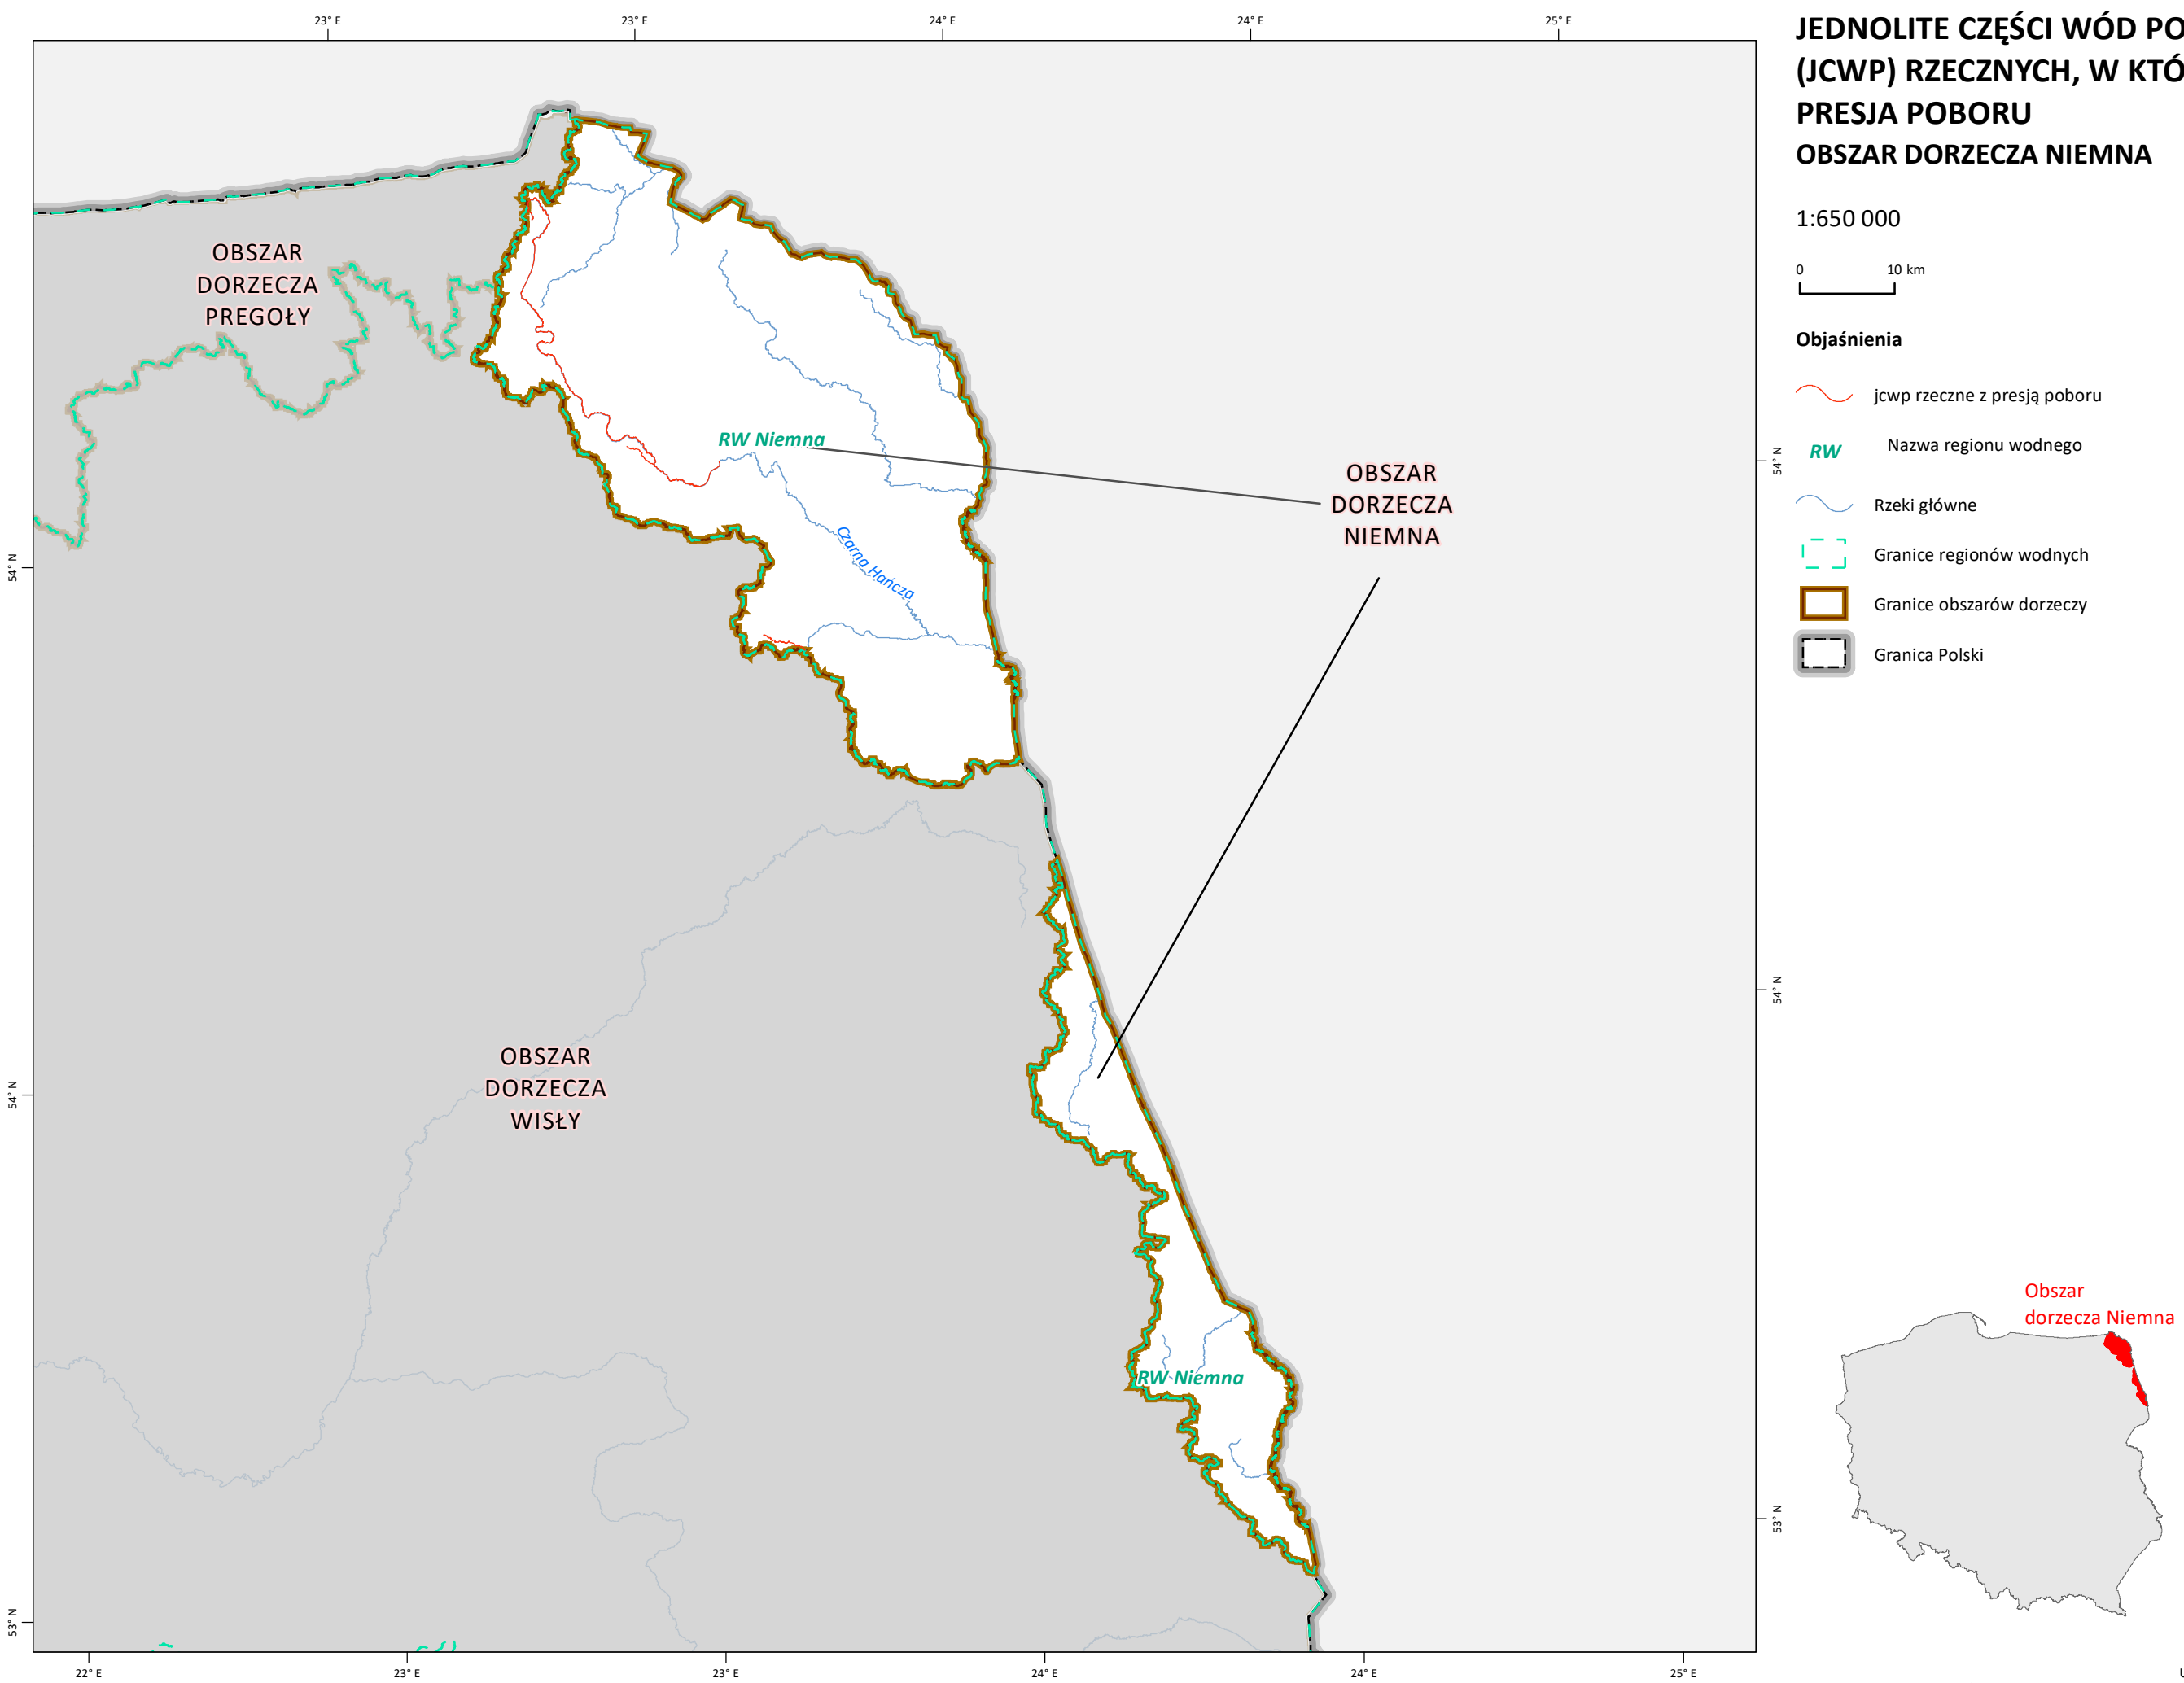 23° E
23° E
24° E
24° E
25° E
JEDNOLITE CZĘŚCI WÓD PO
(JCWP) RZECZNYCH, W KTÓ
PRESJA POBORU
OBSZAR DORZECZA NIEMNA
1:650 000
0 10 km
Objaśnienia
jcwp rzeczne z presją poboru
RW Nazwa regionu wodnego
Rzeki główne
Granice regionów wodnych
Granice obszarów dorzeczy
Granica Polski
OBSZAR
DORZECZA
PREGOŁY
RW Niemna
OBSZAR
DORZECZA
NIEMNA
Czarna Hańcza
54° N
54° N
54° N
54° N
OBSZAR
DORZECZA
WISŁY
RW Niemna
Obszar
dorzecza Niemna
53° N
53° N
22° E
23° E
23° E
24° E
24° E
25° E
U